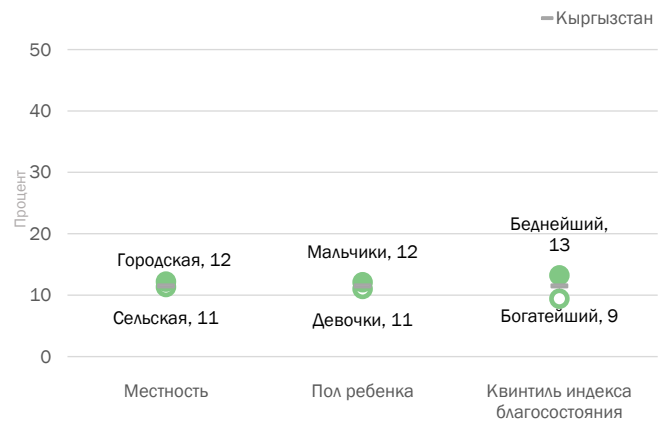 Кыргызстан
50
40
30
20
10
0
Процент
Городская, 12
Сельская, 11
Мальчики, 12
Девочки, 11
Беднейший,
13
Богатейший, 9
Местность
Пол ребенка
Квинтиль индекса
благосостояния